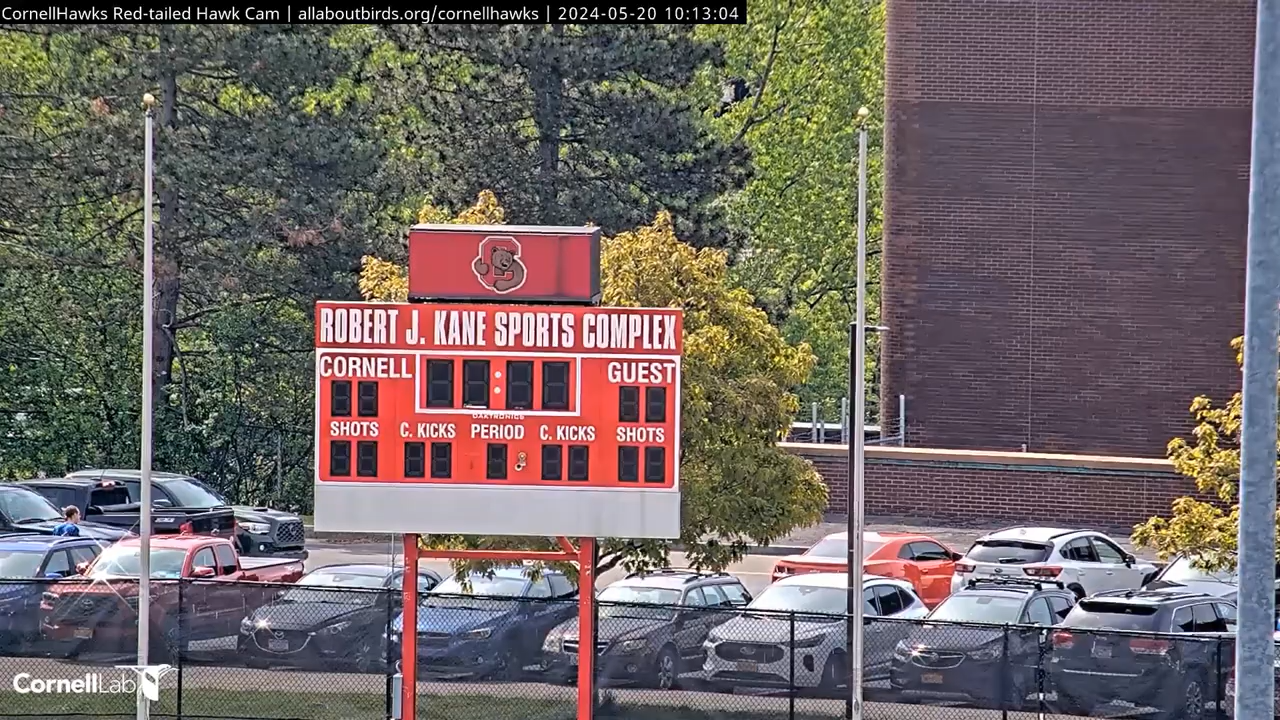 CornellHawks Red-tailed Hawk Cam | allaboutbirds.org/cornellhawks | 2024-05-20 10:13:04
ROBERT J. KANE SPORTS COMPLEX
CORNELL GUEST
DAKTRONICS
SHOTS C. KICKS PERIOD C. KICKS SHOTS
CornellLab